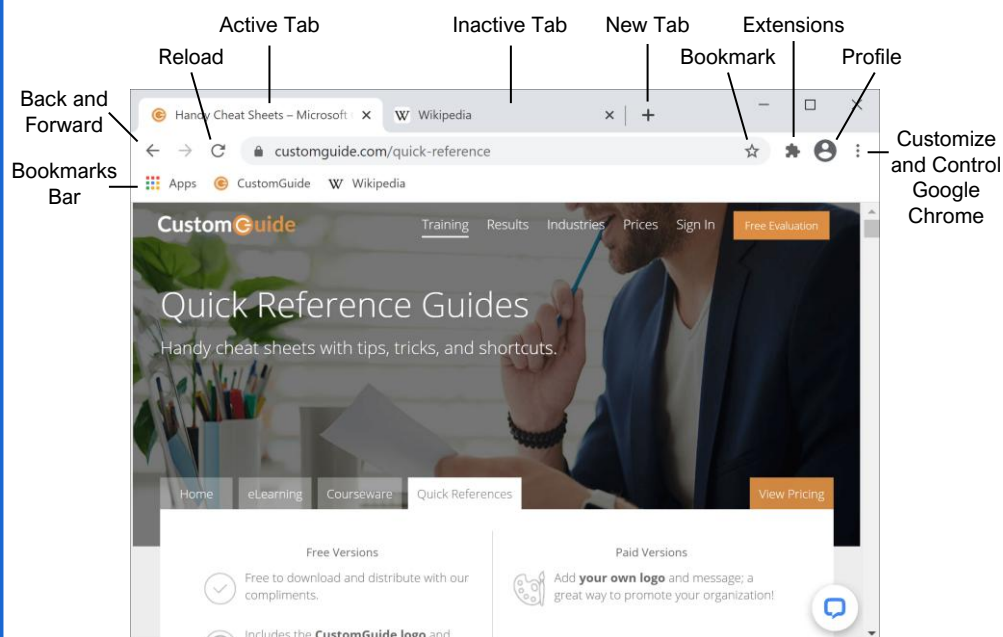 Active Tab
Inactive Tab
New Tab
Extensions
Reload
Bookmark
Profile
Back and
Forward
Handy Cheat Sheets – Microsoft
W Wikipedia
customguide.com/quick-reference
Customize
and Control
Google
Chrome
Bookmarks
Bar
Apps
CustomGuide
W Wikipedia
CustomGuide
Training
Results
Industries
Prices
Sign In
Free Evaluation
Quick Reference Guides
Handy cheat sheets with tips, tricks, and shortcuts.
Home
eLearning
Courseware
Quick References
View Pricing
Free Versions
Free to download and distribute with our
compliments.
Includes the CustomGuide logo and
Paid Versions
Add your own logo and message; a
great way to promote your organization!